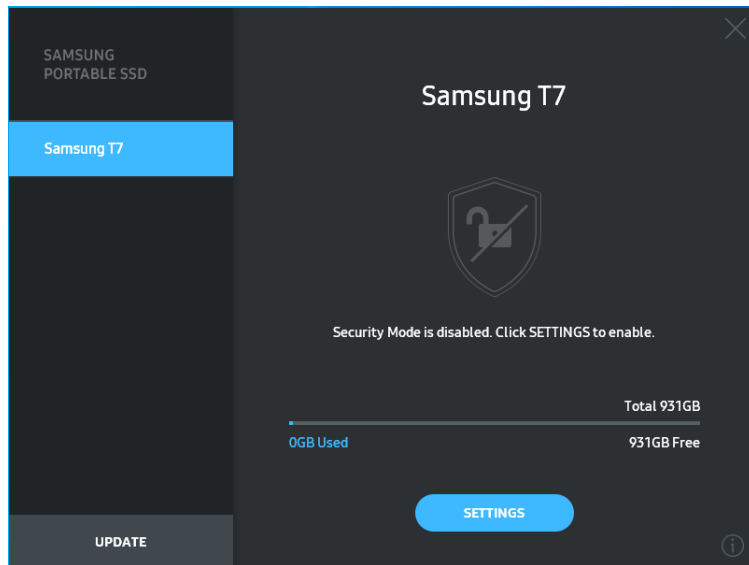 SAMSUNG
PORTABLE SSD
Samsung T7
UPDATE
Samsung T7
Security Mode is disabled. Click SETTINGS to enable.
Total 931GB
0GB Used
931GB Free
SETTINGS